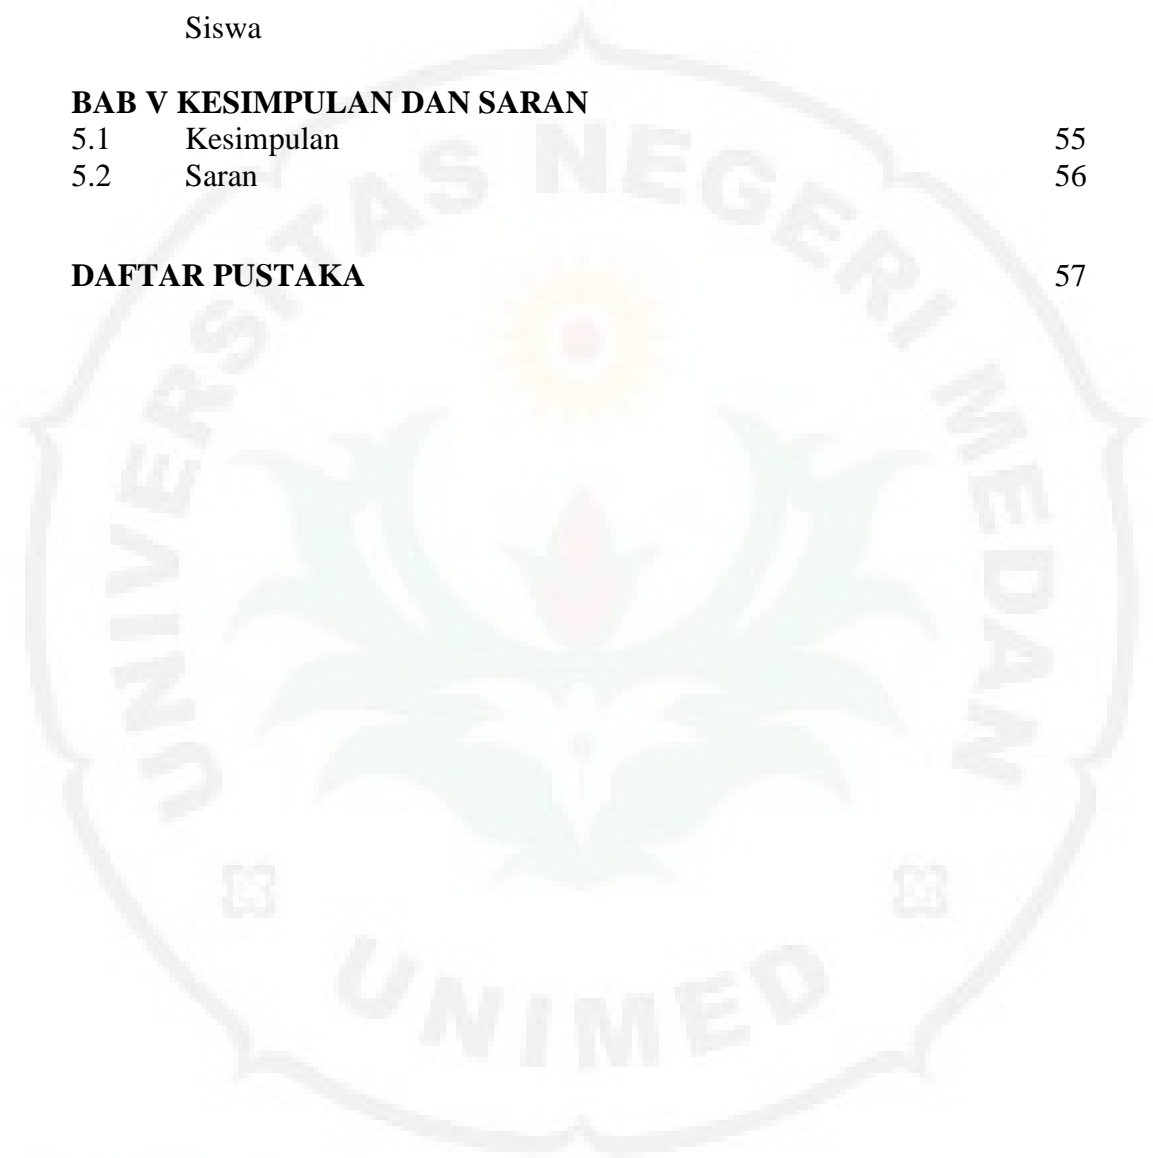 Siswa
BAB V KESIMPULAN DAN SARAN
5.1 Kesimpulan 55
5.2 Saran 56
DAFTAR PUSTAKA 57
UNIVERSITAS NEGERI MEDAN
UNIMED